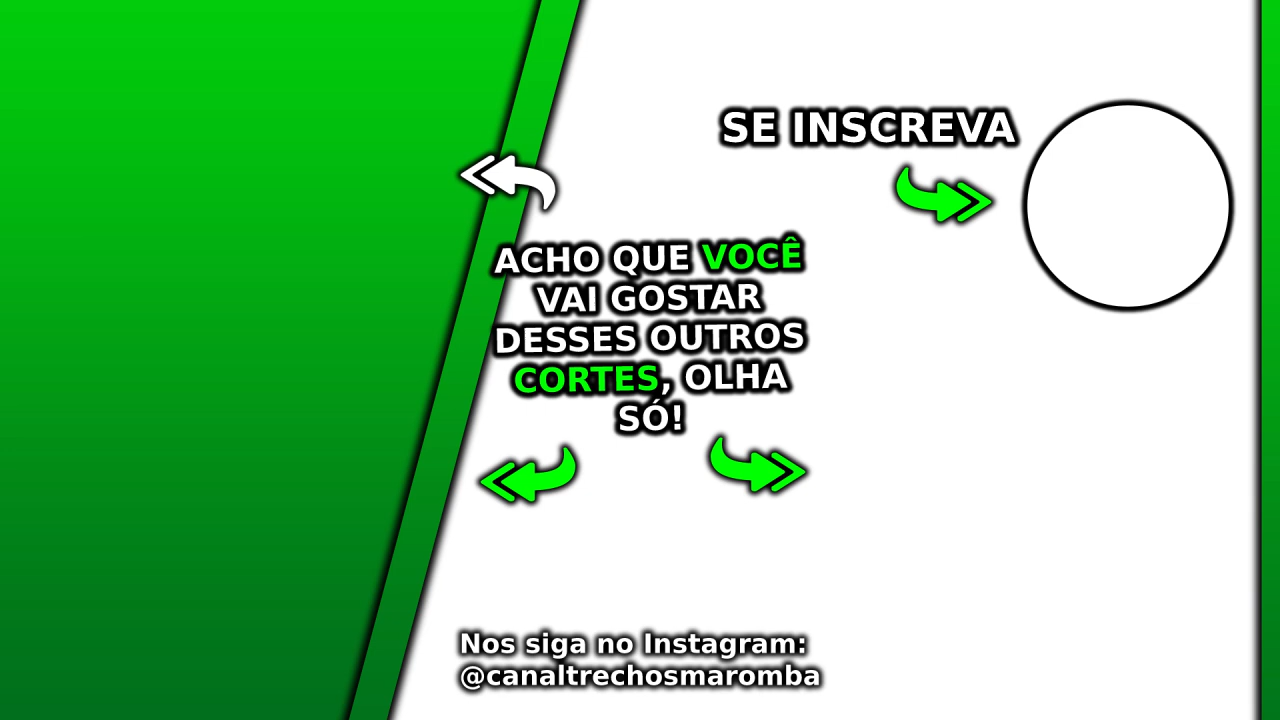 SE INSCREVA
ACHO QUE VOCÊ
VAI GOSTAR
DESSES OUTROS
CORTES, OLHA
SÓ!
Nos siga no Instagram:
@canaltrechosmaromba